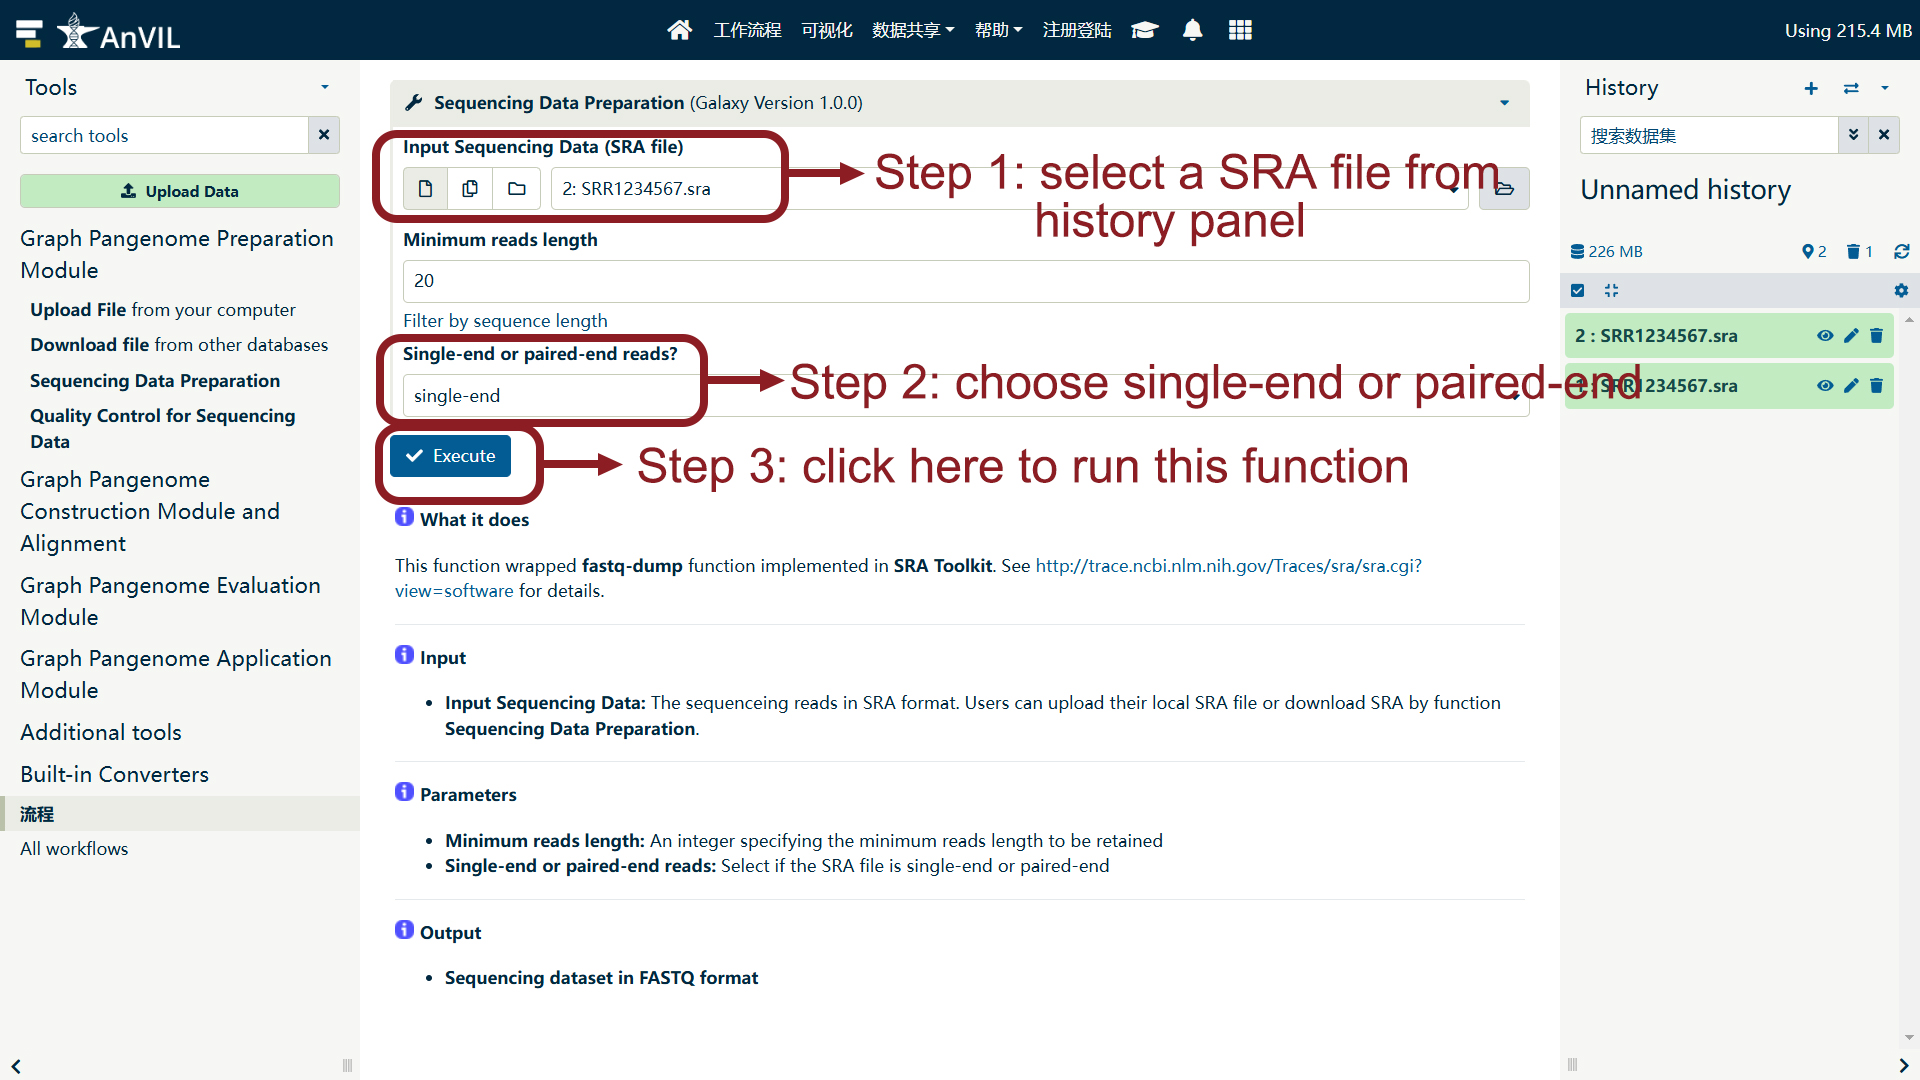 AnVIL
工作流程 可视化 数据共享 帮助 注册登陆
Using 215.4 MB
Tools
search tools
Upload Data
Graph Pangenome Preparation
Module
Upload File from your computer
Download file from other databases
Sequencing Data Preparation
Quality Control for Sequencing
Data
Graph Pangenome
Construction Module and
Alignment
Graph Pangenome Evaluation
Module
Graph Pangenome Application
Module
Additional tools
Built-in Converters
流程
All workflows
Sequencing Data Preparation (Galaxy Version 1.0.0)
Input Sequencing Data (SRA file)
2: SRR1234567.sra
Step 1: select a SRA file from
history panel
Minimum reads length
20
Filter by sequence length
Single-end or paired-end reads?
single-end
Step 2: choose single-end or paired-end
Execute
Step 3: click here to run this function
What it does
This function wrapped fastq-dump function implemented in SRA Toolkit. See http://trace.ncbi.nlm.nih.gov/Traces/sra/sra.cgi?
view=software for details.
Input
• Input Sequencing Data: The sequenceing reads in SRA format. Users can upload their local SRA file or download SRA by function
Sequencing Data Preparation.
Parameters
• Minimum reads length: An integer specifying the minimum reads length to be retained
• Single-end or paired-end reads: Select if the SRA file is single-end or paired-end
Output
• Sequencing dataset in FASTQ format
History
搜索数据集
Unnamed history
226 MB
2 1
2 : SRR1234567.sra
1 : SRR1234567.sra